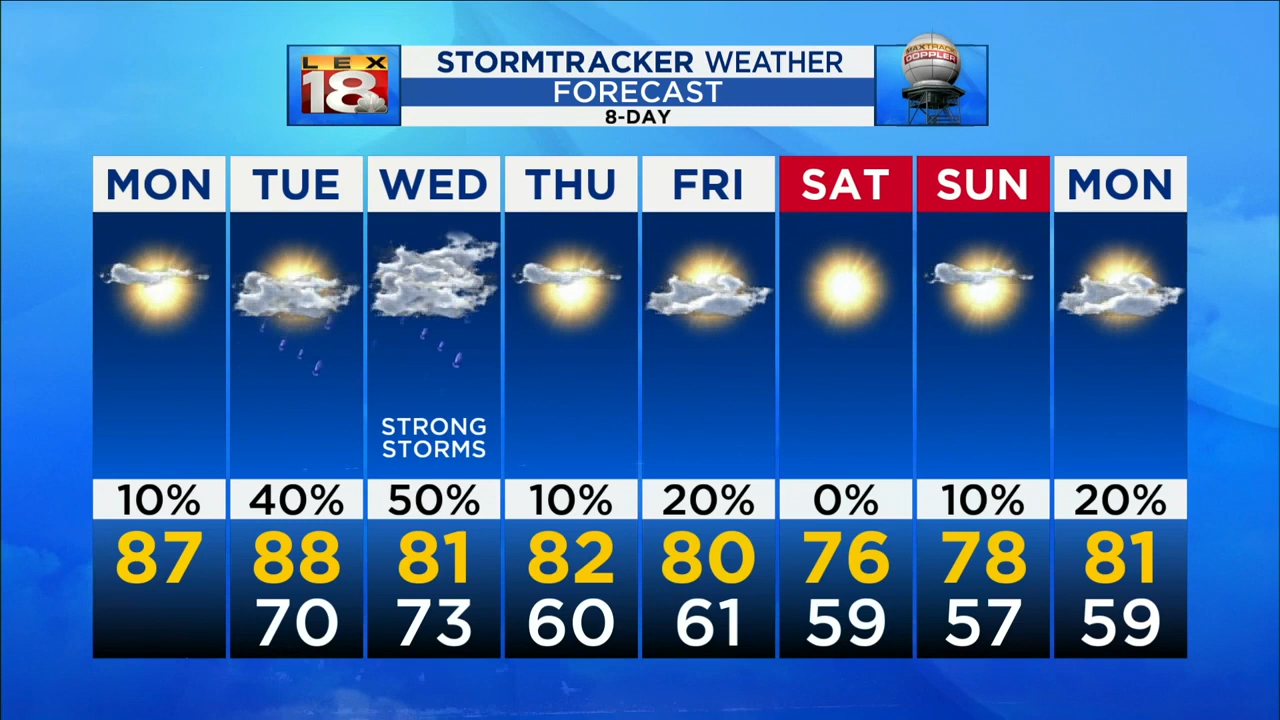 LEX
18
STORMTRACKER WEATHER
FORECAST
8-DAY
MAXTRACK
DOPPLER
MON TUE WED THU FRI SAT SUN MON
STRONG
STORMS
10% 40% 50% 10% 20% 0% 10% 20%
87 88 81 82 80 76 78 81
70 73 60 61 59 57 59